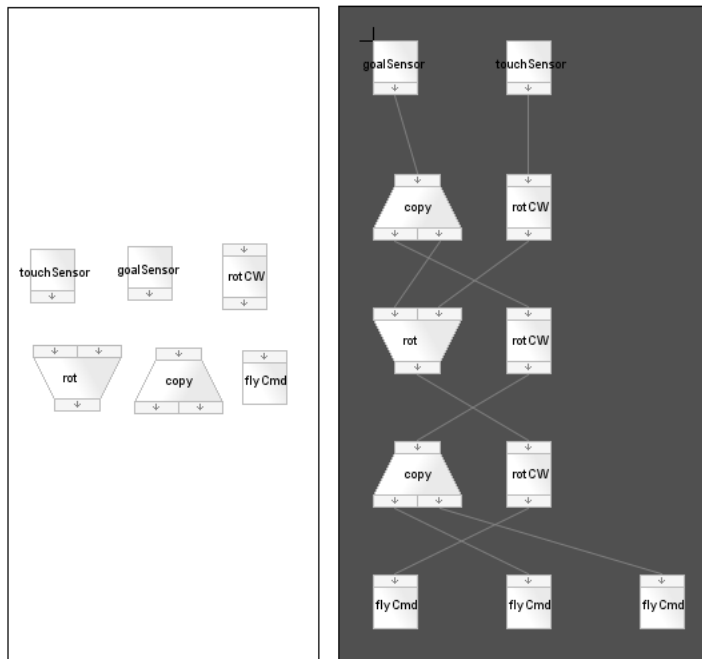 touchSensor
goalSensor
rotCW
rot
copy
flyCmd
goalSensor
touchSensor
copy
rotCW
rot
rotCW
copy
rotCW
flyCmd
flyCmd
flyCmd